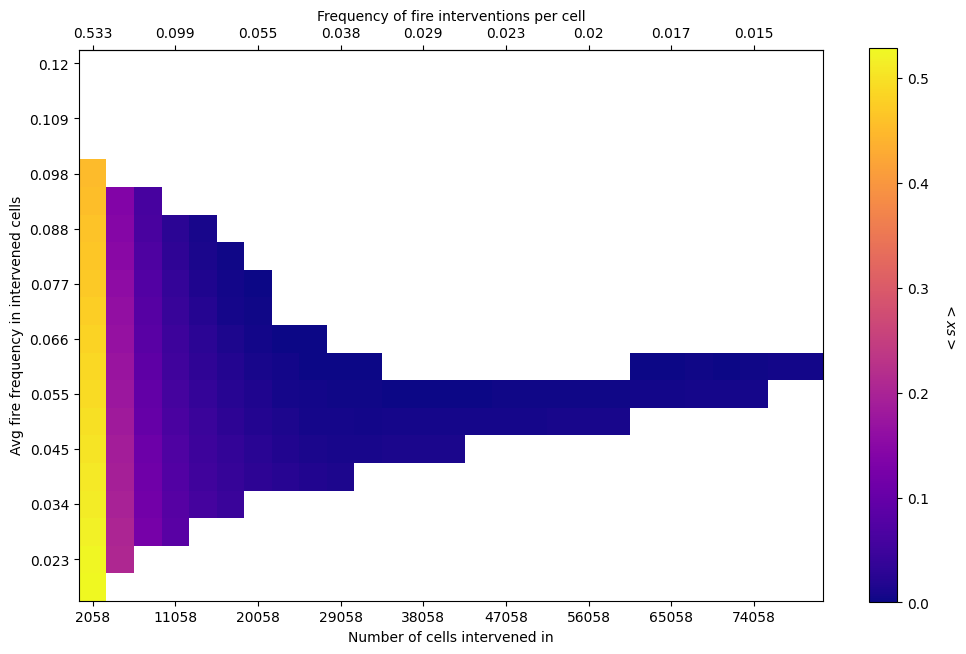 Frequency of fire interventions per cell
0.533 0.099 0.055 0.038 0.029 0.023 0.02 0.017 0.015
0.12
0.109
0.098
0.088
0.077
0.066
0.055
0.045
0.034
0.023
Avg fire frequency in intervened cells
2058 11058 20058 29058 38058 47058 56058 65058 74058
Number of cells intervened in
0.5
0.4
0.3
0.2
0.1
0.0
< sx >